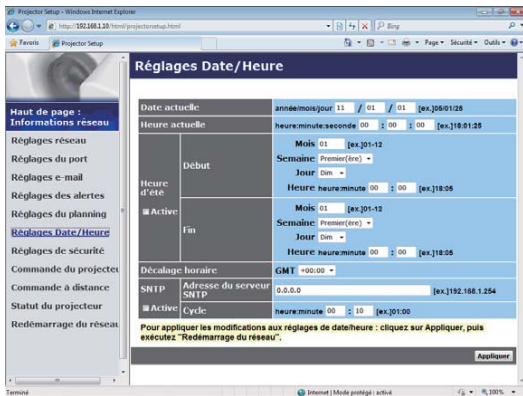 Projector Setup - Windows Internet Explorer
http://192.168.1.10/html/projectorsetup.html
Bing
Favoris Projector Setup Page Sécurité Outils
Réglages Date/Heure
Haut de page :
Informations réseau
Réglages réseau
Réglages du port
Réglages e-mail
Réglages des alertes
Réglages du planning
Réglages Date/Heure
Réglages de sécurité
Commande du projecteu
Commande à distance
Statut du projecteur
Redémarrage du réseau
Date actuelle année/mois/jour 11 / 01 / 01 [ex.]05/01/25
Heure actuelle heure:minute:seconde 00 : 00 : 00 [ex.]18:01:25
Heure d'été
Active
Début
Mois 01 [ex.]01-12
Semaine Premier(ère)
Jour Dim
Heure heure:minute 00 : 00 [ex.]18:05
Fin
Mois 01 [ex.]01-12
Semaine Premier(ère)
Jour Dim
Heure heure:minute 00 : 00 [ex.]18:05
Décalage horaire GMT +00:00
SNTP Adresse du serveur SNTP 0.0.0.0 [ex.]192.168.1.254
Active Cycle heure:minute 00 : 10 [ex.]01:00
Pour appliquer les modifications aux réglages de date/heure : cliquez sur Appliquer, puis
exécutez "Redémarrage du réseau".
Appliquer
Terminé Internet | Mode protégé : activé 100%